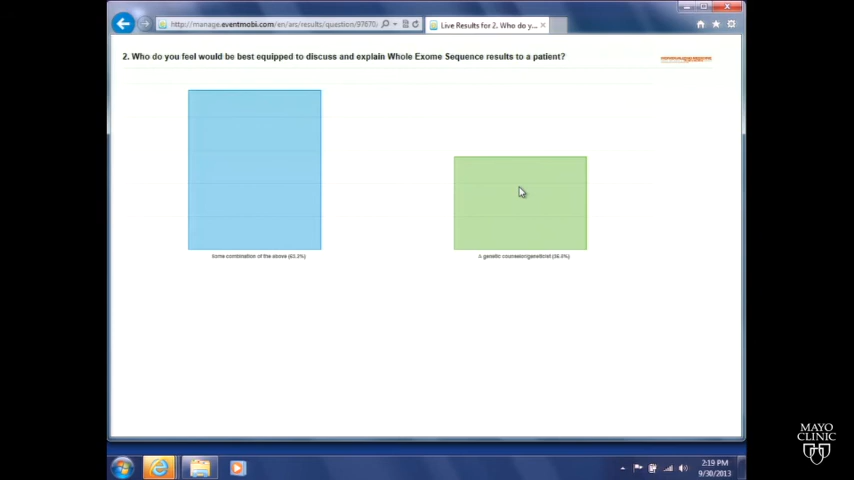 http://manage.eventmobi.com/en/ars/results/question/97670/
Live Results for 2. Who do y...
2. Who do you feel would be best equipped to discuss and explain Whole Exome Sequence results to a patient?
Some combination of the above (63.2%)
A genetic counselor/geneticist (36.8%)
MAYO
CLINIC
2:19 PM
9/30/2013